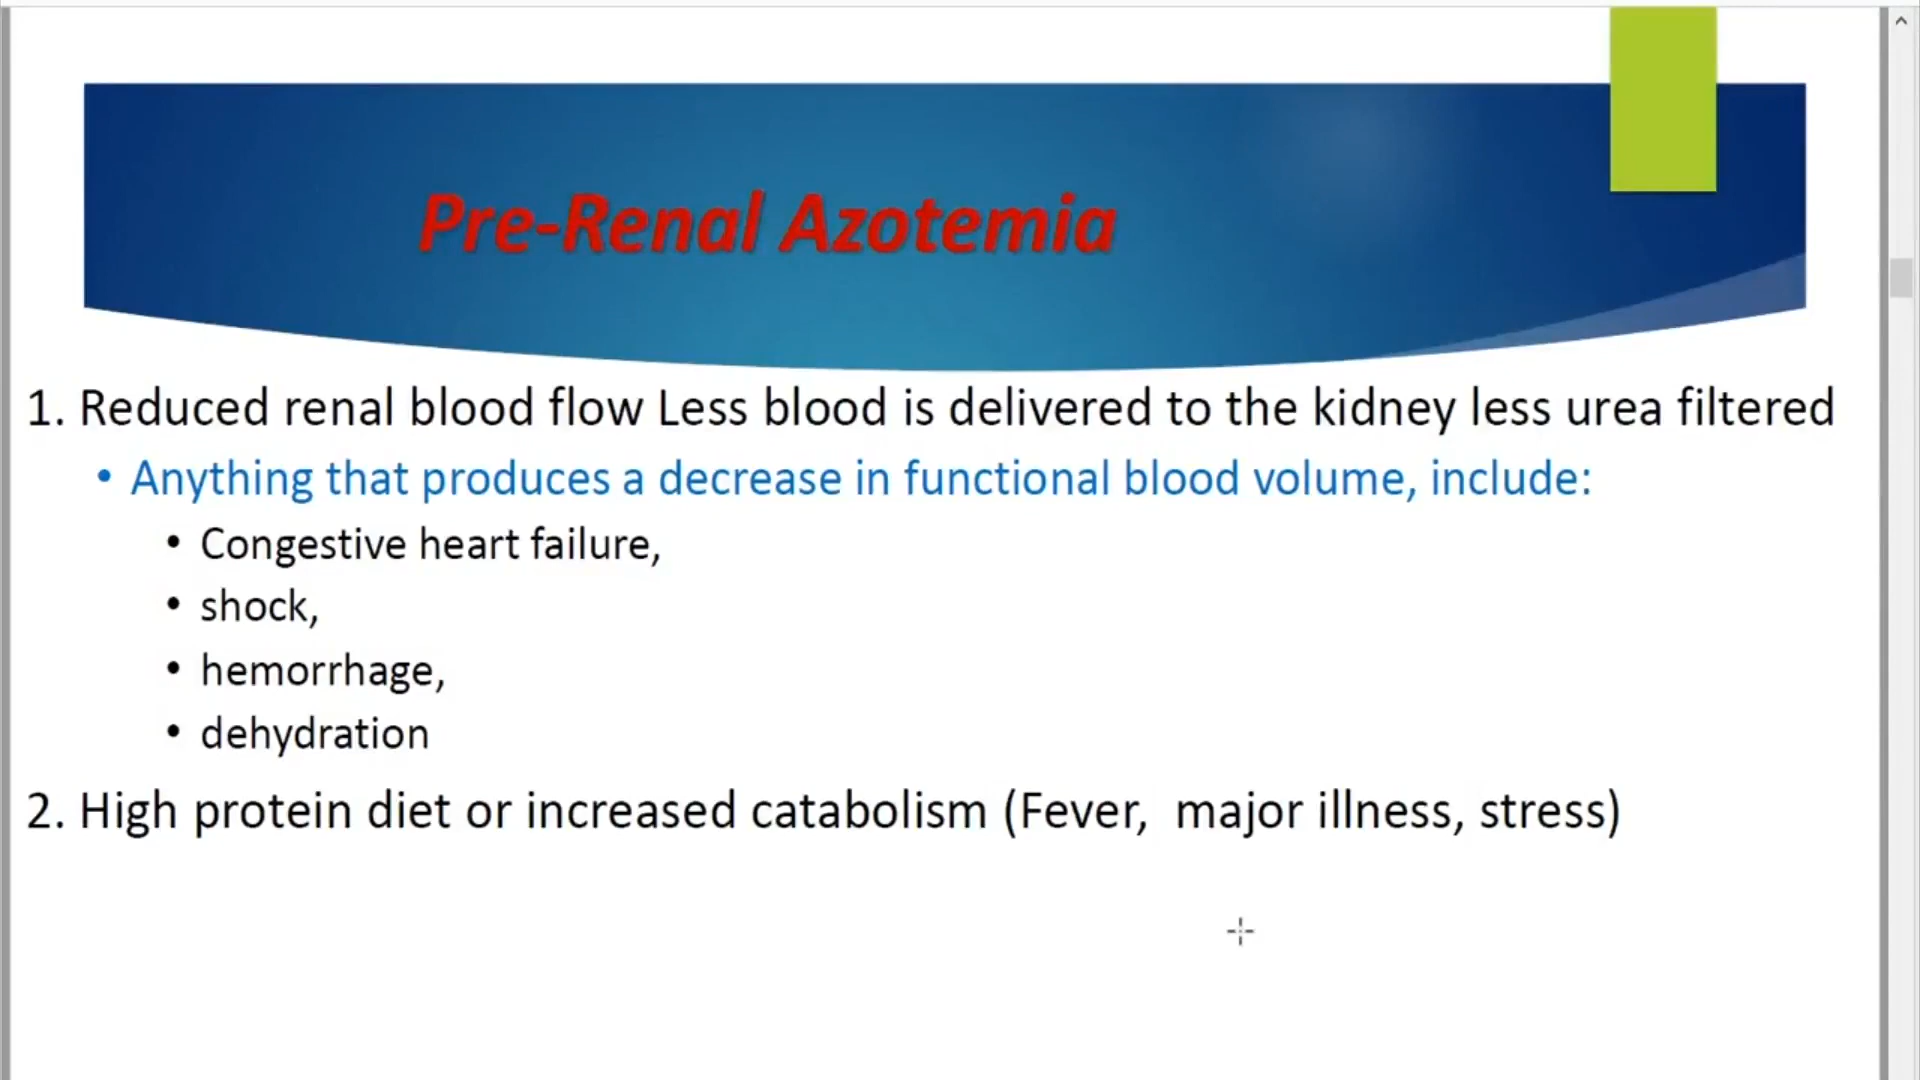 Pre-Renal Azotemia
1. Reduced renal blood flow Less blood is delivered to the kidney less urea filtered
• Anything that produces a decrease in functional blood volume, include:
• Congestive heart failure,
• shock,
• hemorrhage,
• dehydration
2. High protein diet or increased catabolism (Fever,  major illness, stress)